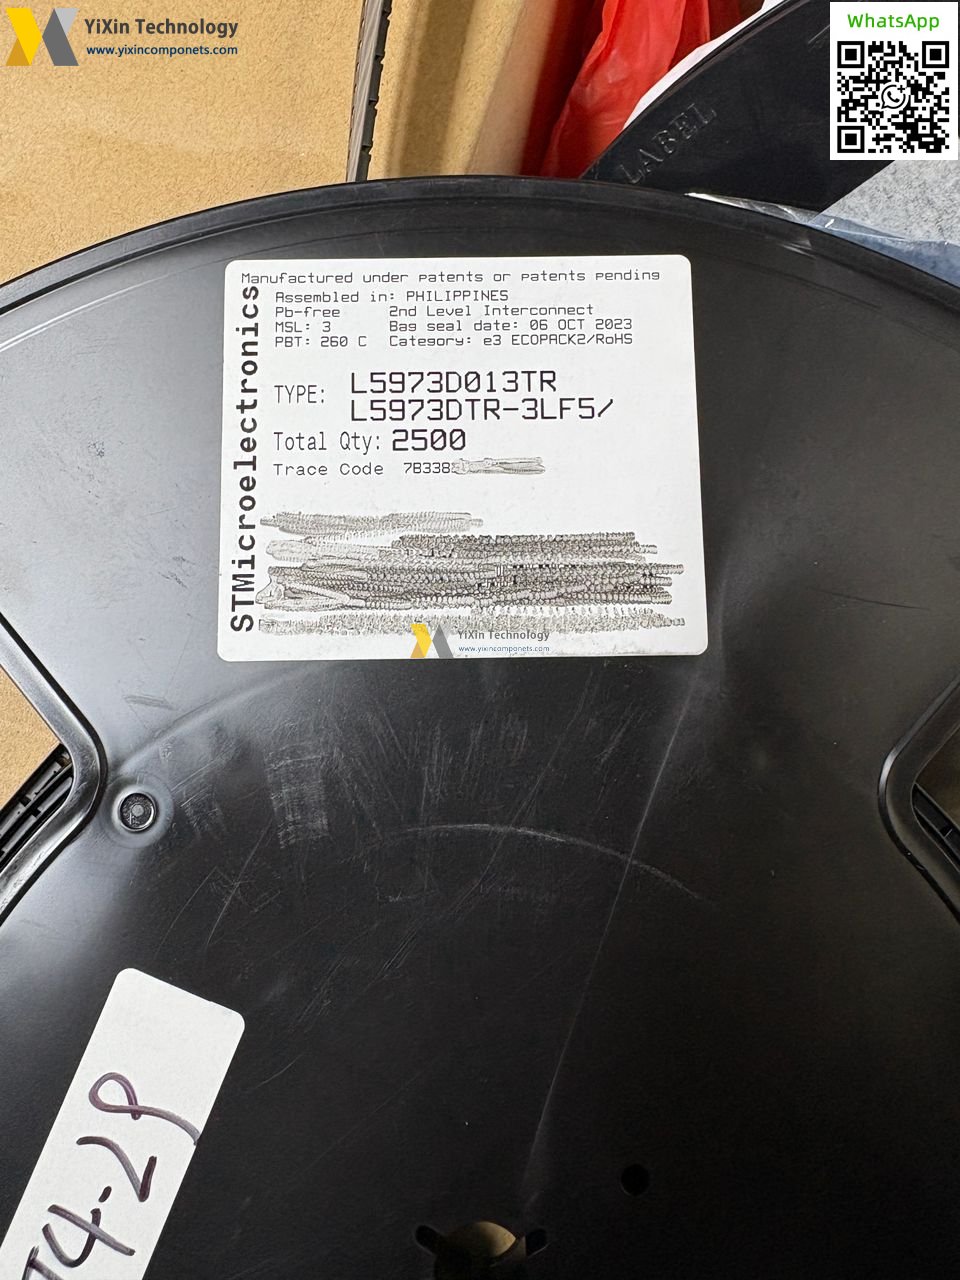 YiXin Technology
www.yixincomponets.com
WhatsApp
LABEL
Manufactured under patents or patents pending
STMicroelectronics
Assembled in: PHILIPPINES
Pb-free 2nd Level Interconnect
MSL: 3 Bag seal date: 06 OCT 2023
PBT: 260 C Category: e3 ECOPACK2/RoHS
TYPE: L5973D013TR
L5973DTR-3LF5/
Total Qty: 2500
Trace Code 7B338
YiXin Technology
www.yixincomponets.com